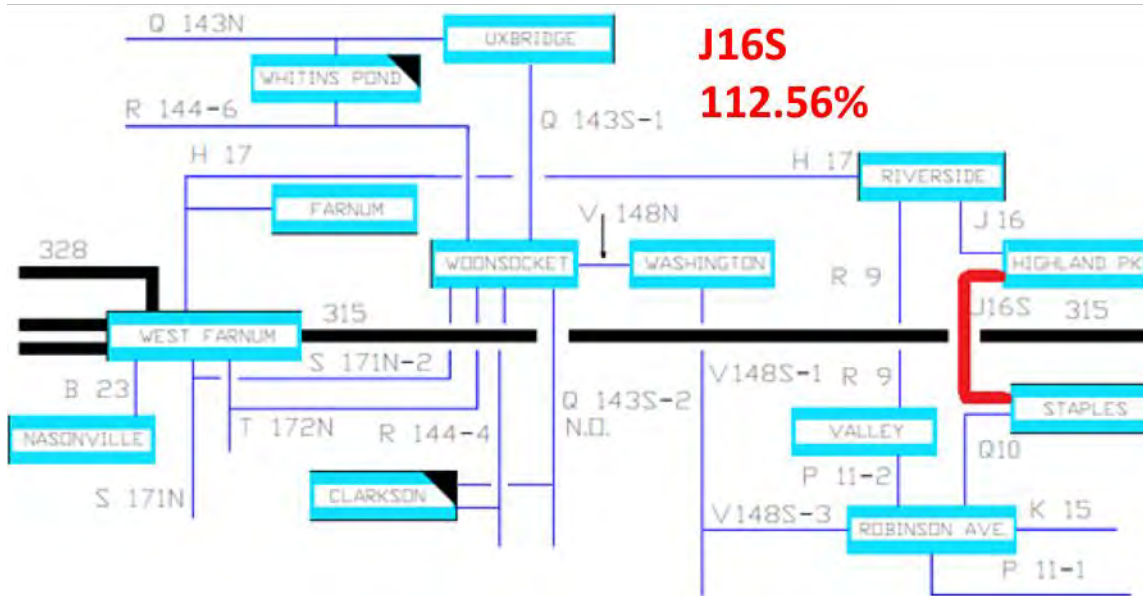 Q 143N
UXBRIDGE
J16S
112.56%
WHITINS POND
R 144-6
Q 143S-1
H 17
H 17
RIVERSIDE
FARNUM
V 148N
J 16
328
WOONSOCKET
WASHINGTON
HIGHLAND PK
R 9
315
J16S
315
WEST FARNUM
S 171N-2
V148S-1
R 9
B 23
Q 143S-2
N.O.
STAPLES
NASONVILLE
T 172N
R 144-4
VALLEY
Q10
P 11-2
S 171N
CLARKSON
V148S-3
K 15
ROBINSON AVE.
P 11-1